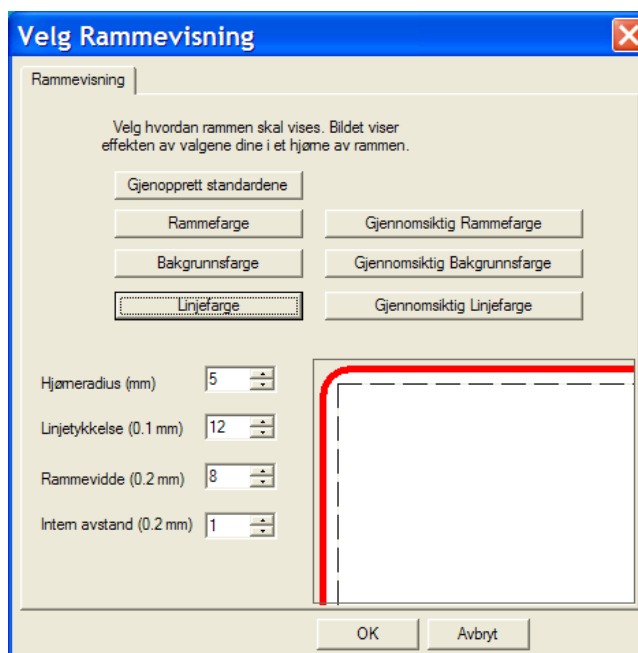 Velg Rammevisning
Rammevisning
Velg hvordan rammen skal vises. Bildet viser
effekten av valgene dine i et hjørne av rammen.
Gjenopprett standardene
Rammefarge
Gjennomsiktig Rammefarge
Bakgrunnsfarge
Gjennomsiktig Bakgrunnsfarge
Linjefarge
Gjennomsiktig Linjefarge
Hjørneradius (mm) 5
Linjetykkelse (0.1 mm) 12
Rammevidde (0.2 mm) 8
Intern avstand (0.2 mm) 1
OK
Avbryt